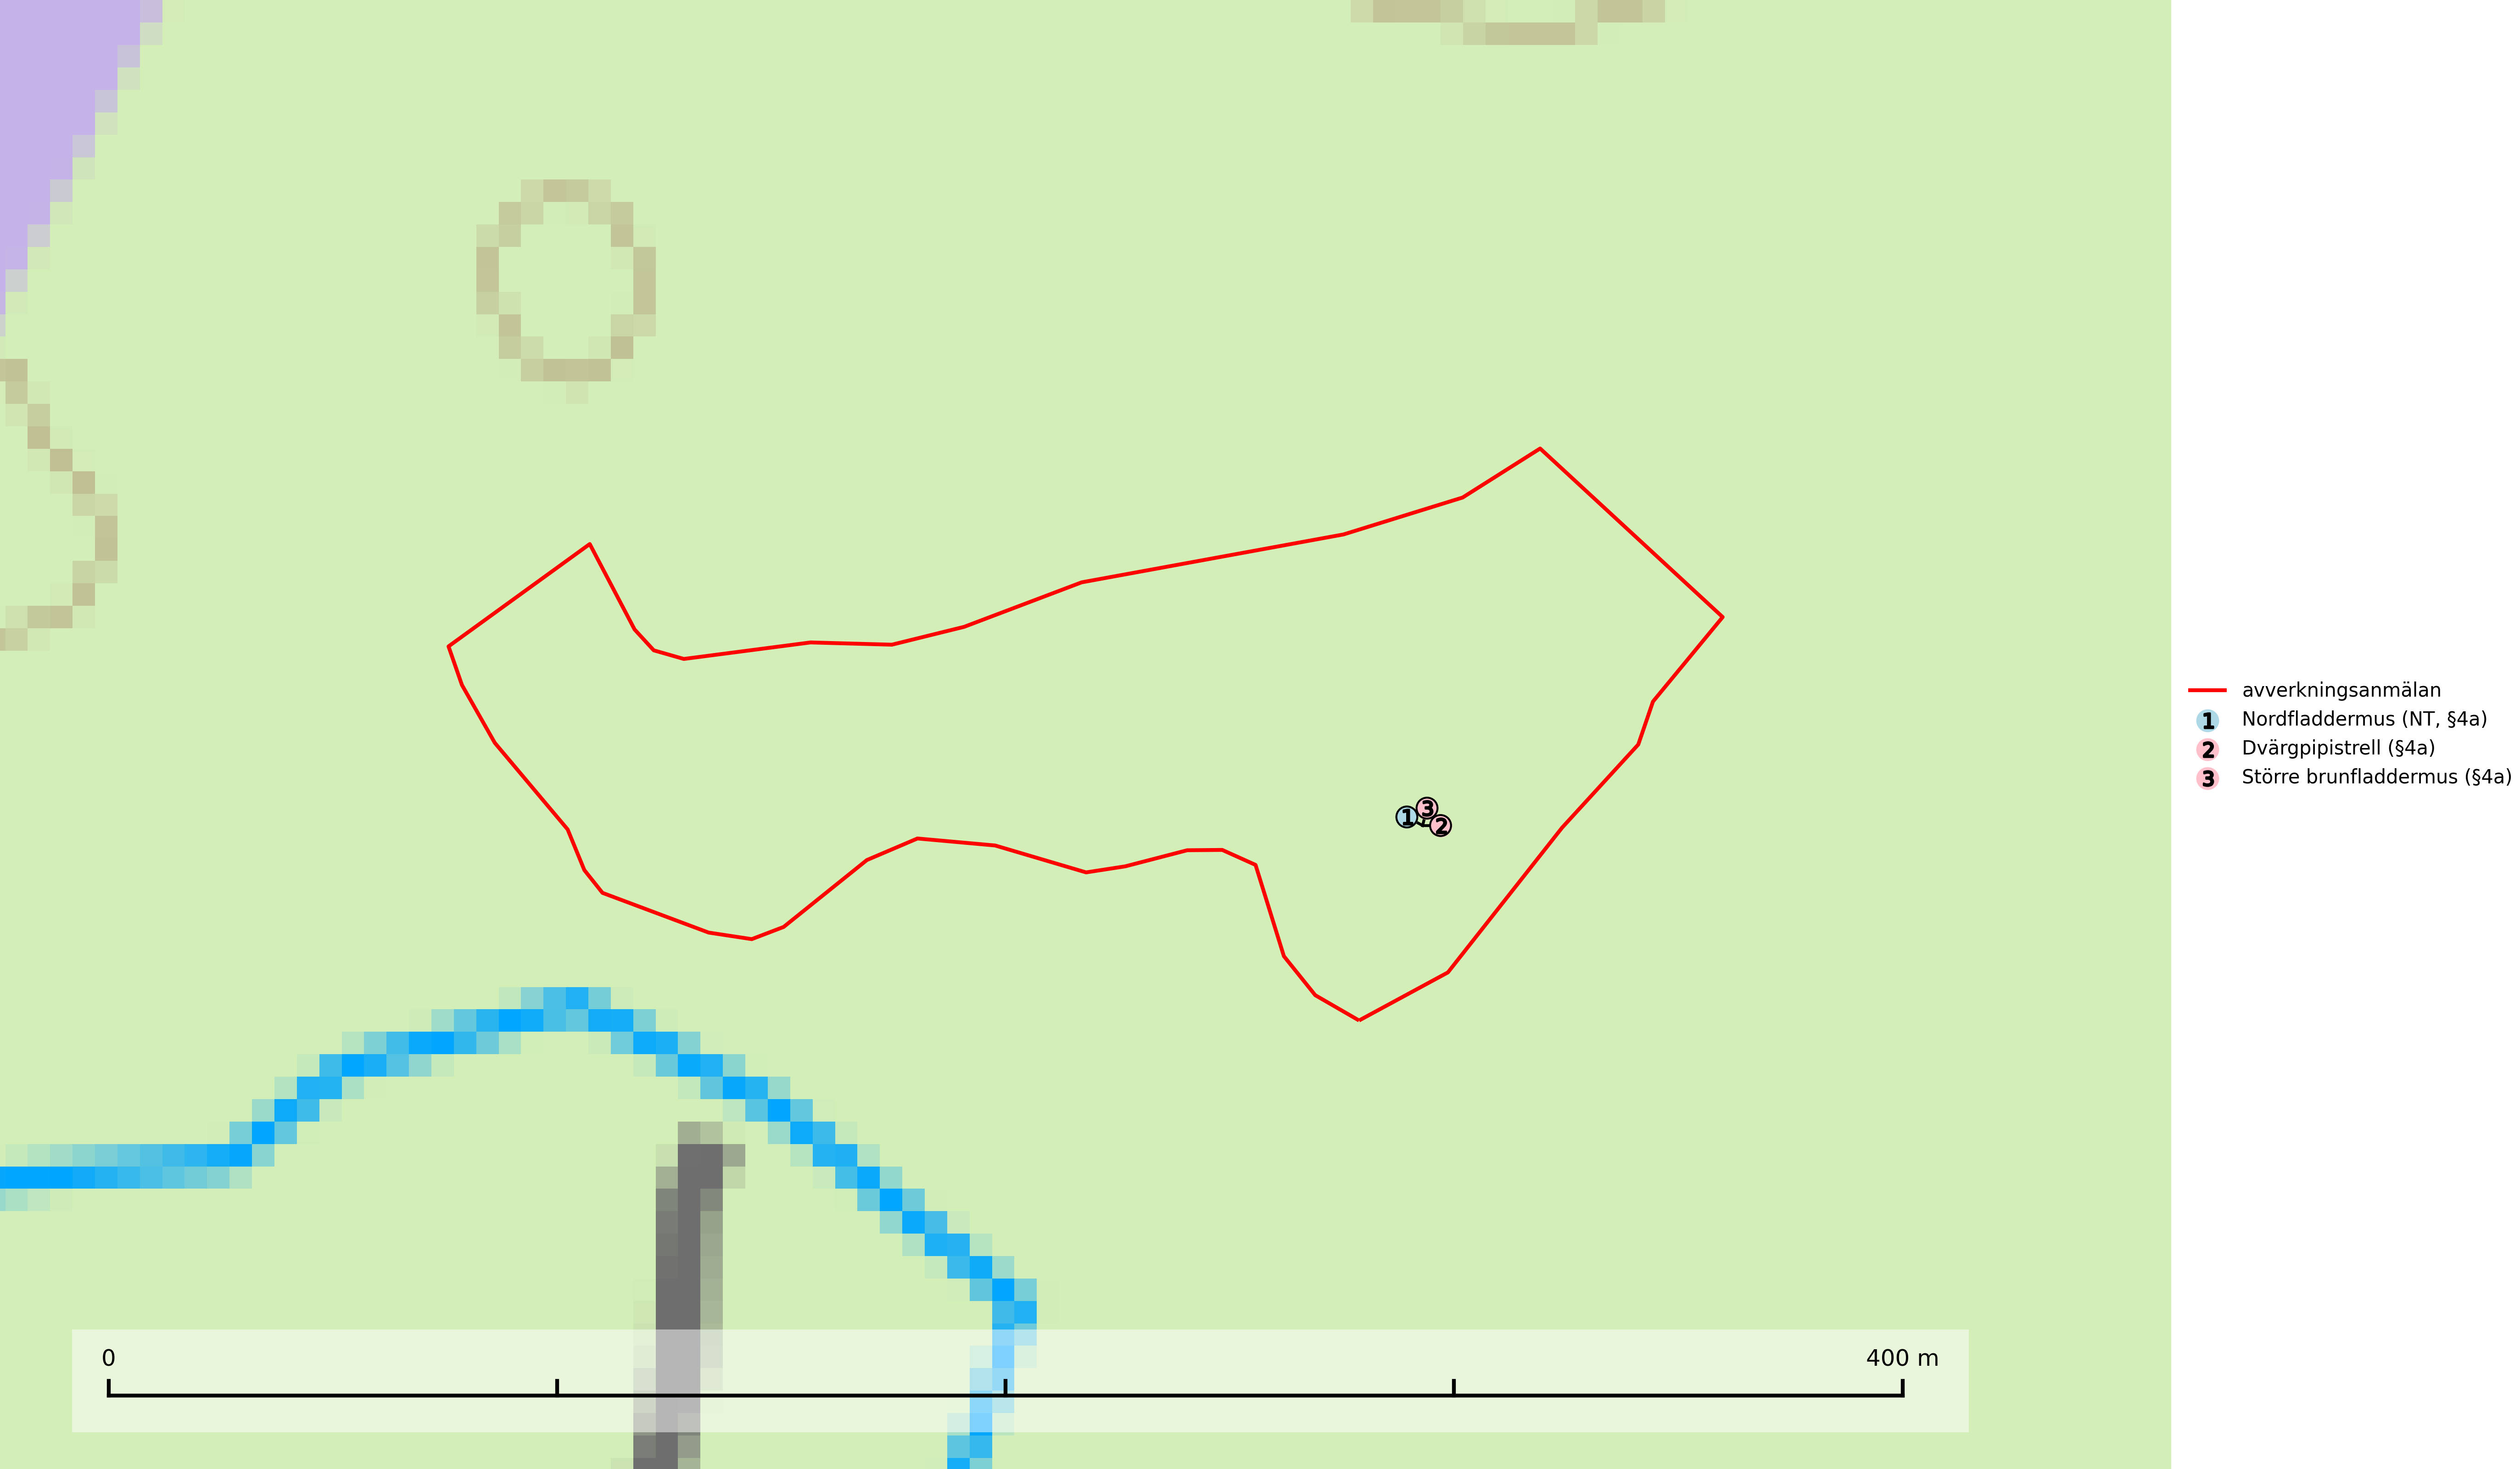 avverkningsanmälan
1 Nordfladdermus (NT, §4a)
2 Dvärgpipistrell (§4a)
3 Större brunfladdermus (§4a)
3
1
2
0
400 m